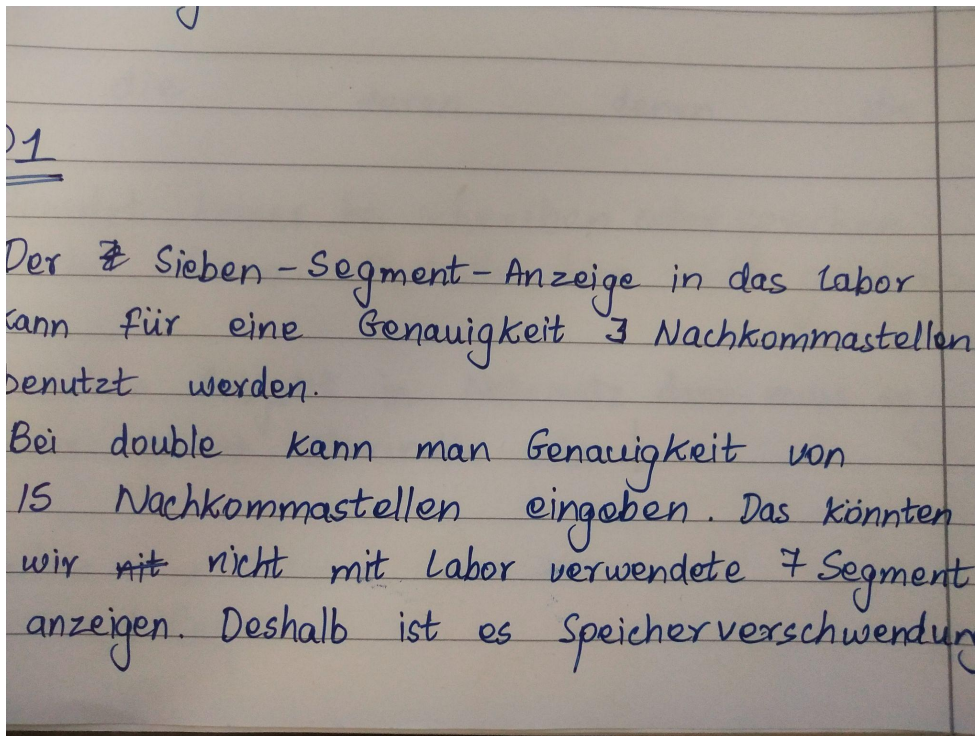 )1
Der Sieben-Segment-Anzeige in das Labor
kann für eine Genauigkeit 3 Nachkommastellen
benutzt werden.
Bei double kann man Genauigkeit von
15 Nachkommastellen eingeben. Das könnten
wir nit nicht mit Labor verwendete 7 Segment
anzeigen. Deshalb ist es Speicherverschwendung